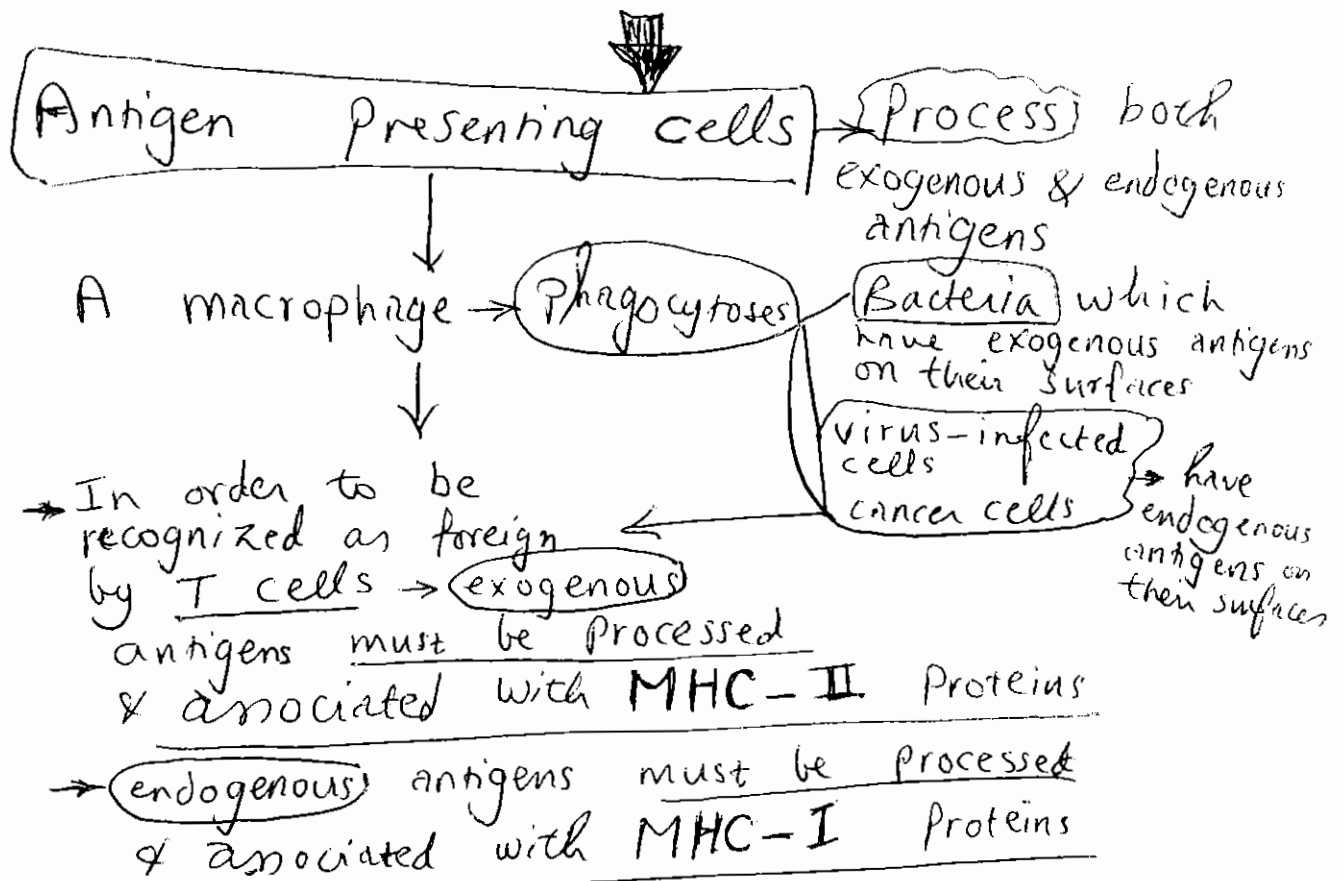 Antigen Presenting cells → Process both
exogenous & endogenous
antigens
A macrophage → Phagocytoses
Bacteria which
have exogenous antigens
on their surfaces
virus-infected
cells
cancer cells
→ have
endogenous
antigens on
their surfaces
→ In order to be
recognized as foreign
by T cells → exogenous
antigens must be Processed
& associated with MHC-II Proteins
→ endogenous antigens must be Processed
& associated with MHC-I Proteins